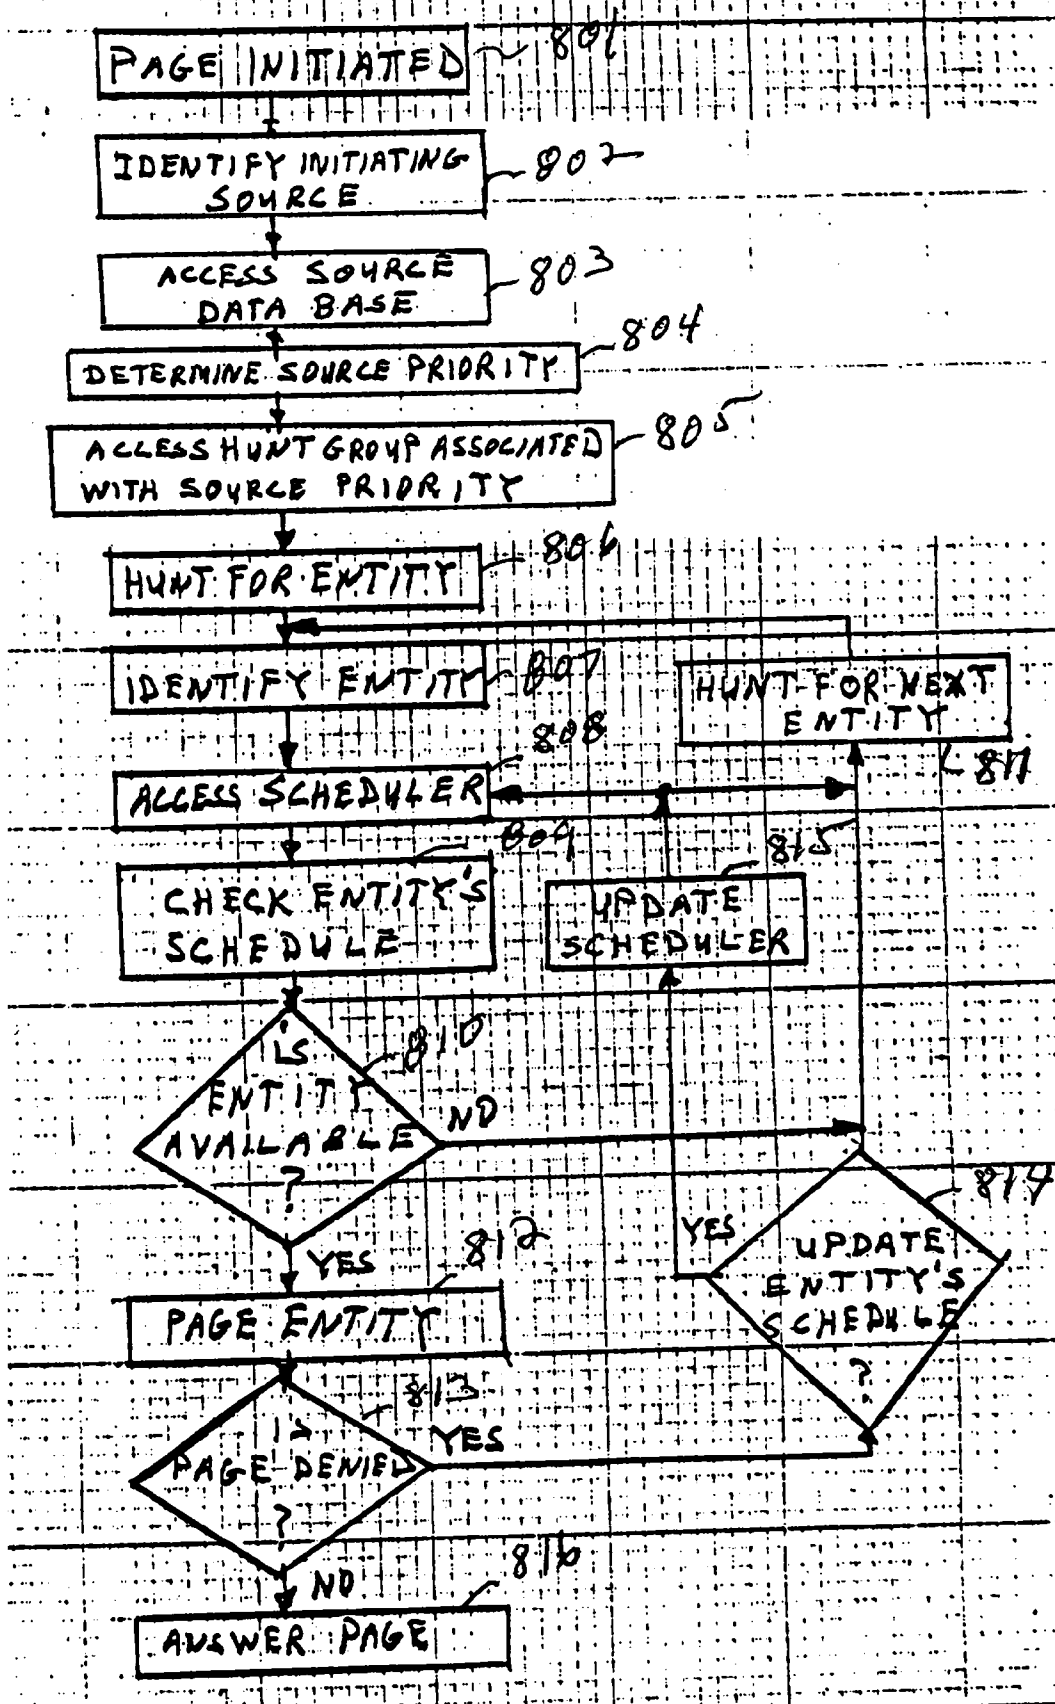 PAGE INITIATED
801
IDENTIFY INITIATING
SOURCE
802
ACCESS SOURCE
DATA BASE
803
DETERMINE SOURCE PRIORITY
804
ACCESS HUNT GROUP ASSOCIATED
WITH SOURCE PRIORITY
805
HUNT FOR ENTITY
806
IDENTIFY ENTITY
807
HUNT FOR NEXT
ENTITY
ACCESS SCHEDULER
808
CHECK ENTITY'S
SCHEDULE
809
UPDATE
SCHEDULER
815
IS
ENTITY
AVAILABLE
?
810
NO
YES
PAGE ENTITY
812
UPDATE
ENTITY'S
SCHEDULE
?
814
YES
IS
PAGE DENIED
?
813
YES
NO
ANSWER PAGE
816